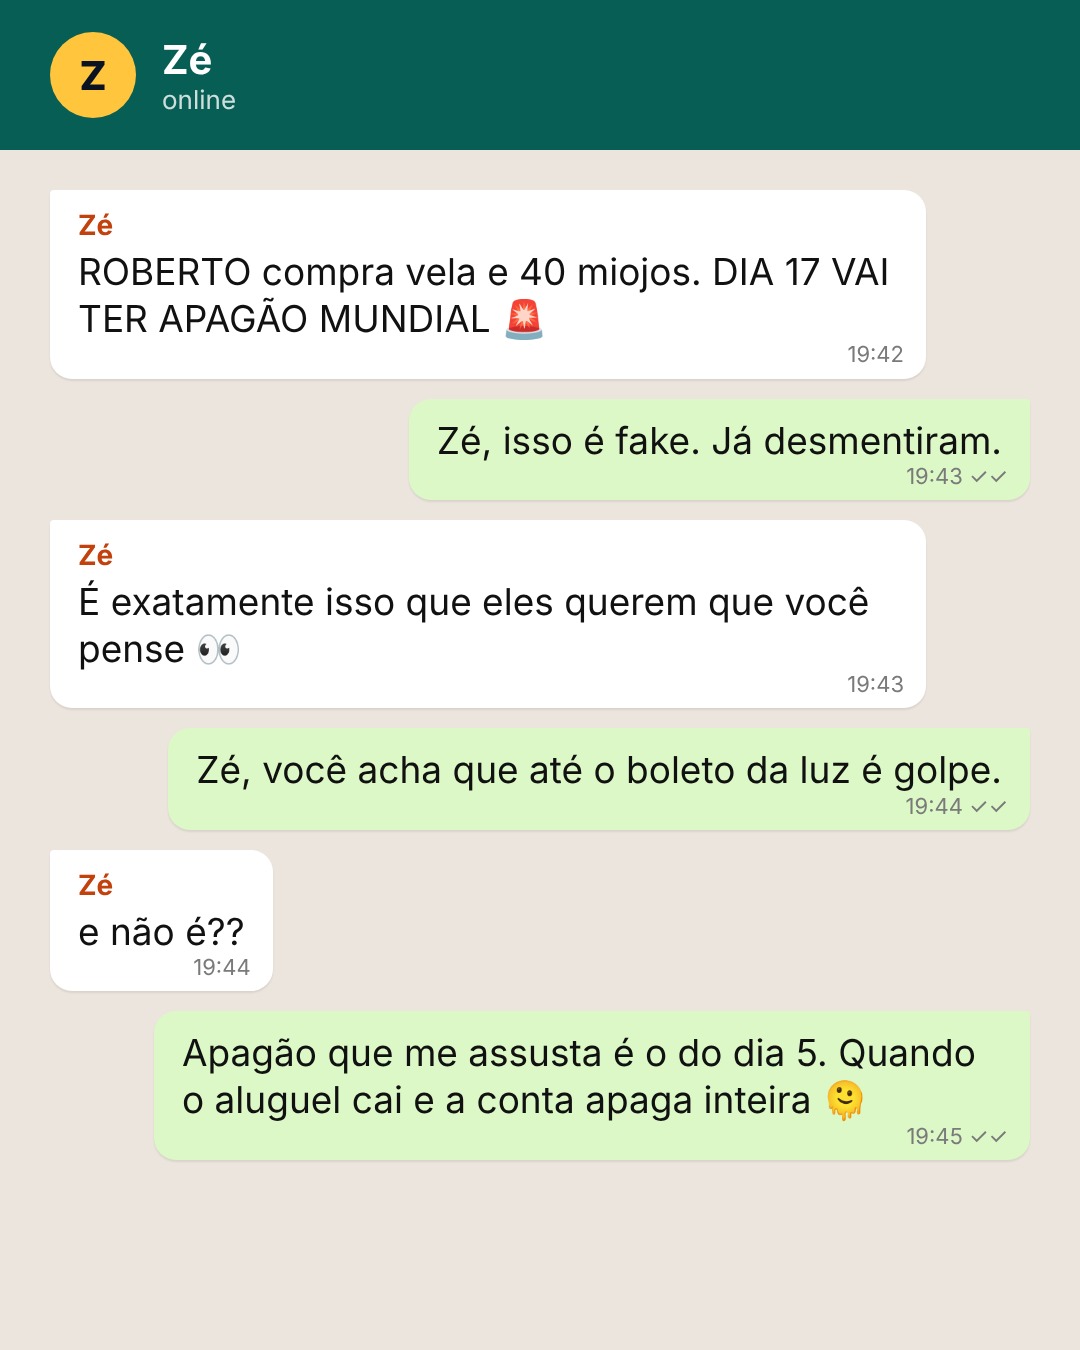 Z
Zé
online
Zé
ROBERTO compra vela e 40 miojos. DIA 17 VAI
TER APAGÃO MUNDIAL 🚨
19:42
Zé, isso é fake. Já desmentiram.
19:43 ✓✓
Zé
É exatamente isso que eles querem que você
pense 👀
19:43
Zé, você acha que até o boleto da luz é golpe.
19:44 ✓✓
Zé
e não é??
19:44
Apagão que me assusta é o do dia 5. Quando
o aluguel cai e a conta apaga inteira 🫠
19:45 ✓✓